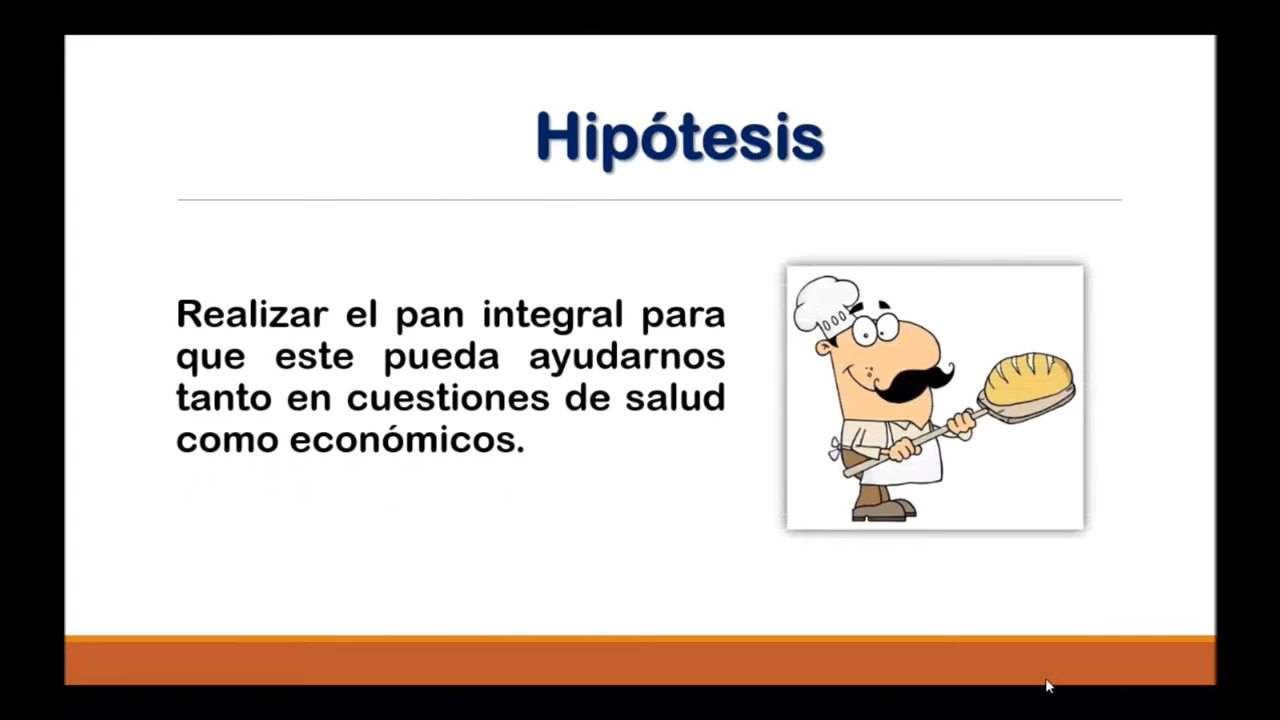 Hipótesis
Realizar el pan integral para
que este pueda ayudarnos
tanto en cuestiones de salud
como económicos.